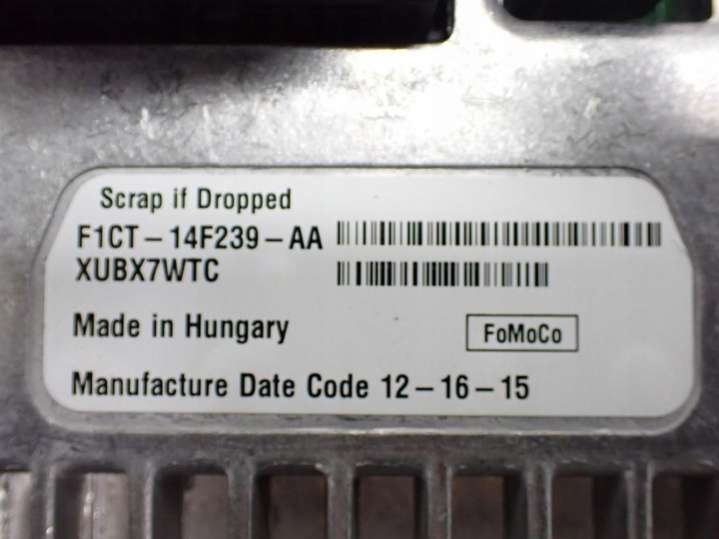 Scrap if Dropped
F1CT-14F239-AA
XUBX7WTC
Made in Hungary
FoMoCo
Manufacture Date Code 12-16-15